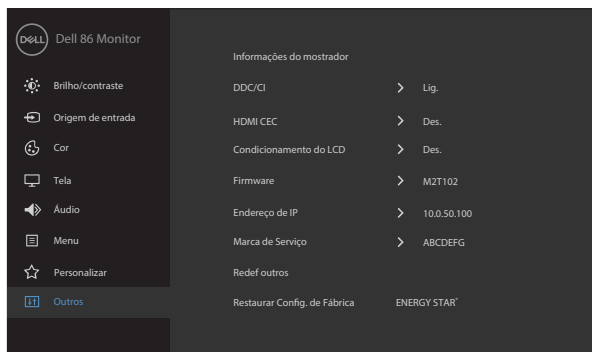 DELL
Dell 86 Monitor
Brilho/contraste
Origem de entrada
Cor
Tela
Áudio
Menu
Personalizar
Outros
Informações do mostrador
DDC/CI > Lig.
HDMI CEC > Des.
Condicionamento do LCD > Des.
Firmware > M2T102
Endereço de IP > 10.0.50.100
Marca de Serviço > ABCDEFG
Redef outros
Restaurar Config. de Fábrica ENERGY STAR®